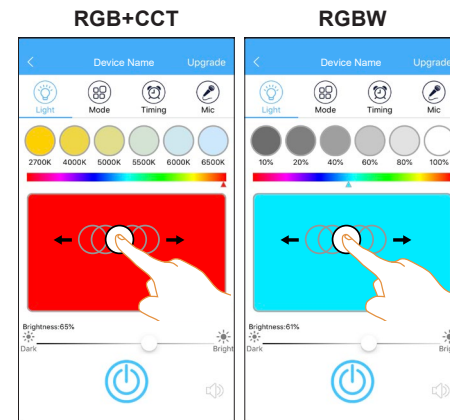 RGB+CCT
Device Name Upgrade
Light Mode Timing Mic
2700K 4000K 5000K 5500K 6000K 6500K
Brightness:65%
Dark Bright
RGBW
Device Name Upgrade
Light Mode Timing Mic
10% 20% 40% 60% 80% 100%
Brightness:61%
Dark